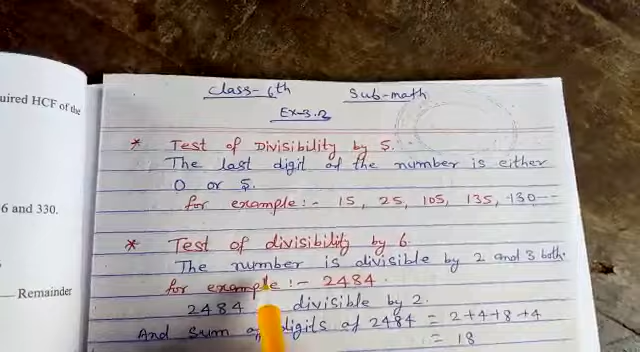 Class-6th Sub-math
Ex-3.2
uired HCF of the
6 and 330.
Remainder
* Test of Divisibility by 5.
The last digit of the number is either
0 or 5.
for example:- 15, 25, 105, 135, 130--
* Test of divisibility by 6.
The number is divisible by 2 and 3 both.
for example:- 2484.
2484 divisible by 2.
And Sum digits of 2484 = 2+4+8+4
= 18